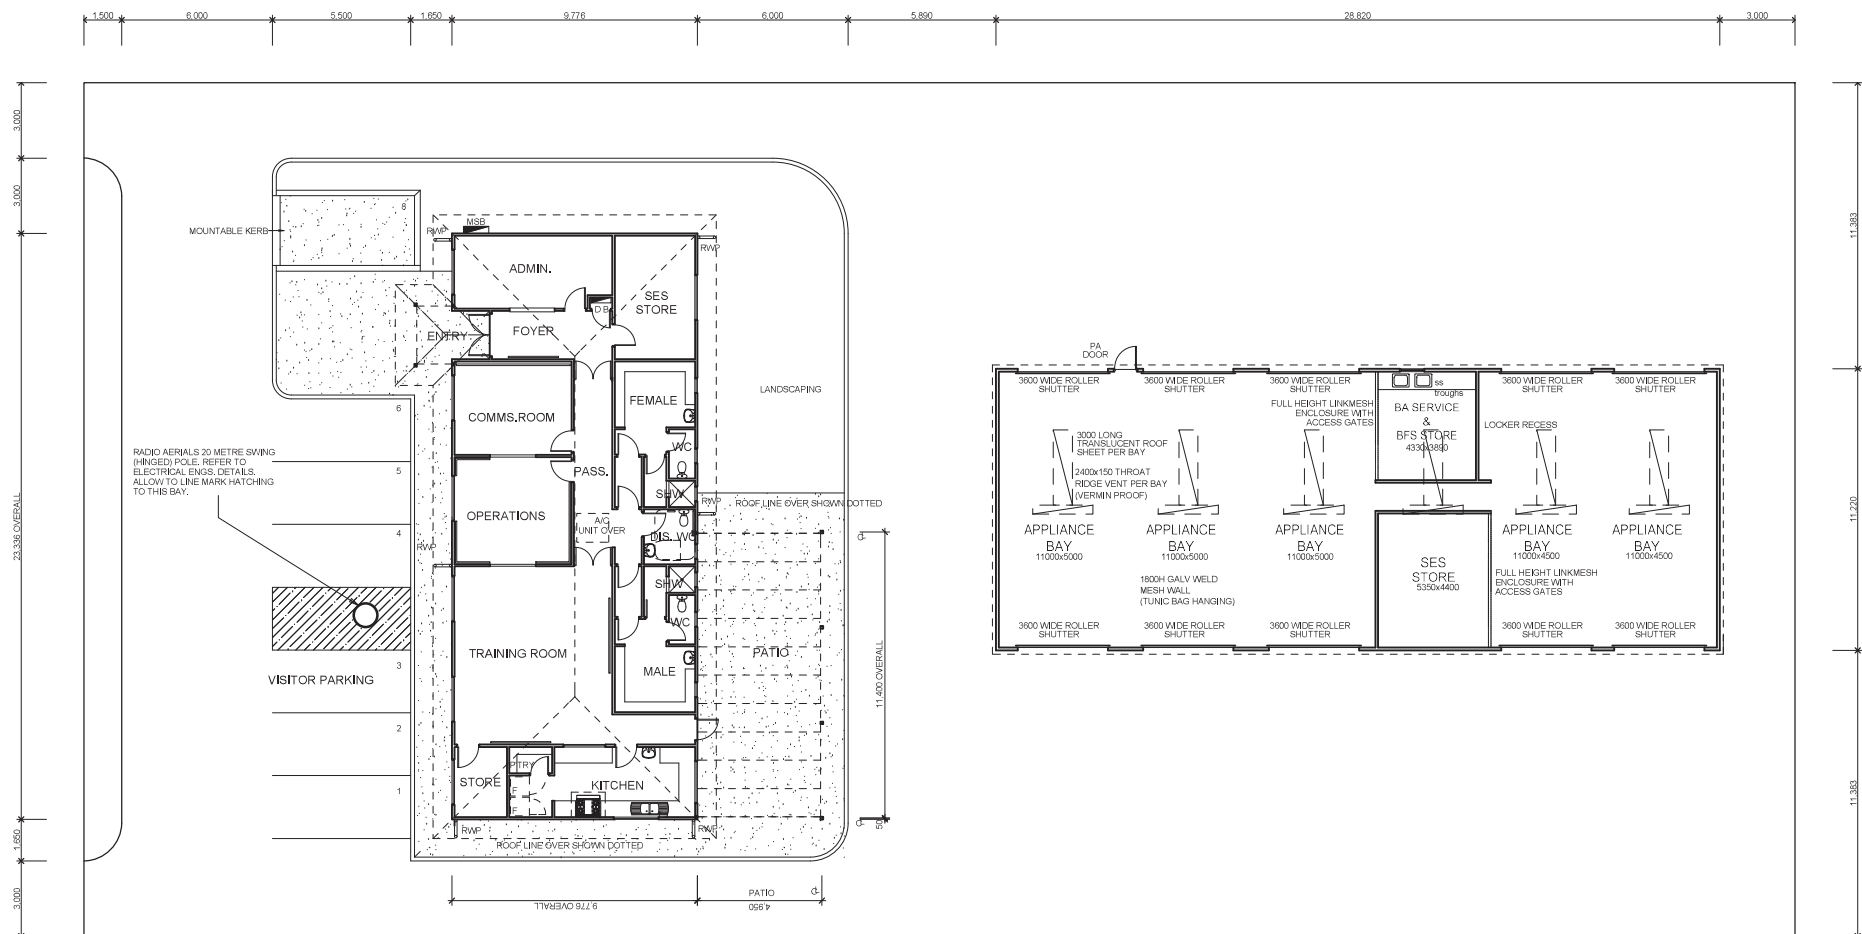 1.500 6.000 5.500 1.650 9.776 6.000 5.890 28.820 3.000
3.000
3.000
23.336 OVERALL
1.650
3.000
11.383
11.220
11.383
MOUNTABLE KERB
8
RWP
MSB
RWP
ADMIN.
SES
STORE
D B
FOYER
ENTRY
LANDSCAPING
COMMS.ROOM
FEMALE
WC
PASS.
SHW
RWP
ROOF LINE OVER SHOWN DOTTED
OPERATIONS
A/C
UNIT OVER
DIS. WC
RWP
SHW
WC
TRAINING ROOM
MALE
PATIO
11.400 OVERALL
50
STORE
P'TRY
F
F
KITCHEN
RWP
RWP
ROOF LINE OVER SHOWN DOTTED
9.776 OVERALL
PATIO
4.950
6
5
4
3
2
1
RADIO AERIALS 20 METRE SWING
(HINGED) POLE. REFER TO
ELECTRICAL ENGS. DETAILS.
ALLOW TO LINE MARK HATCHING
TO THIS BAY.
VISITOR PARKING
PA
DOOR
3600 WIDE ROLLER
SHUTTER
3600 WIDE ROLLER
SHUTTER
3600 WIDE ROLLER
SHUTTER
3600 WIDE ROLLER
SHUTTER
3600 WIDE ROLLER
SHUTTER
FULL HEIGHT LINKMESH
ENCLOSURE WITH
ACCESS GATES
ss
troughs
BA SERVICE
&
BFS STORE
4330x3890
LOCKER RECESS
3000 LONG
TRANSLUCENT ROOF
SHEET PER BAY
2400x150 THROAT
RIDGE VENT PER BAY
(VERMIN PROOF)
APPLIANCE
BAY
11000x5000
APPLIANCE
BAY
11000x5000
APPLIANCE
BAY
11000x5000
APPLIANCE
BAY
11000x4500
APPLIANCE
BAY
11000x4500
SES
STORE
5350x4400
FULL HEIGHT LINKMESH
ENCLOSURE WITH
ACCESS GATES
1800H GALV WELD
MESH WALL
(TUNIC BAG HANGING)
3600 WIDE ROLLER
SHUTTER
3600 WIDE ROLLER
SHUTTER
3600 WIDE ROLLER
SHUTTER
3600 WIDE ROLLER
SHUTTER
3600 WIDE ROLLER
SHUTTER